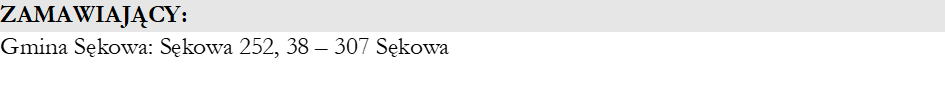 ZAMAWIAJĄCY:
Gmina Sękowa: Sękowa 252, 38 – 307 Sękowa